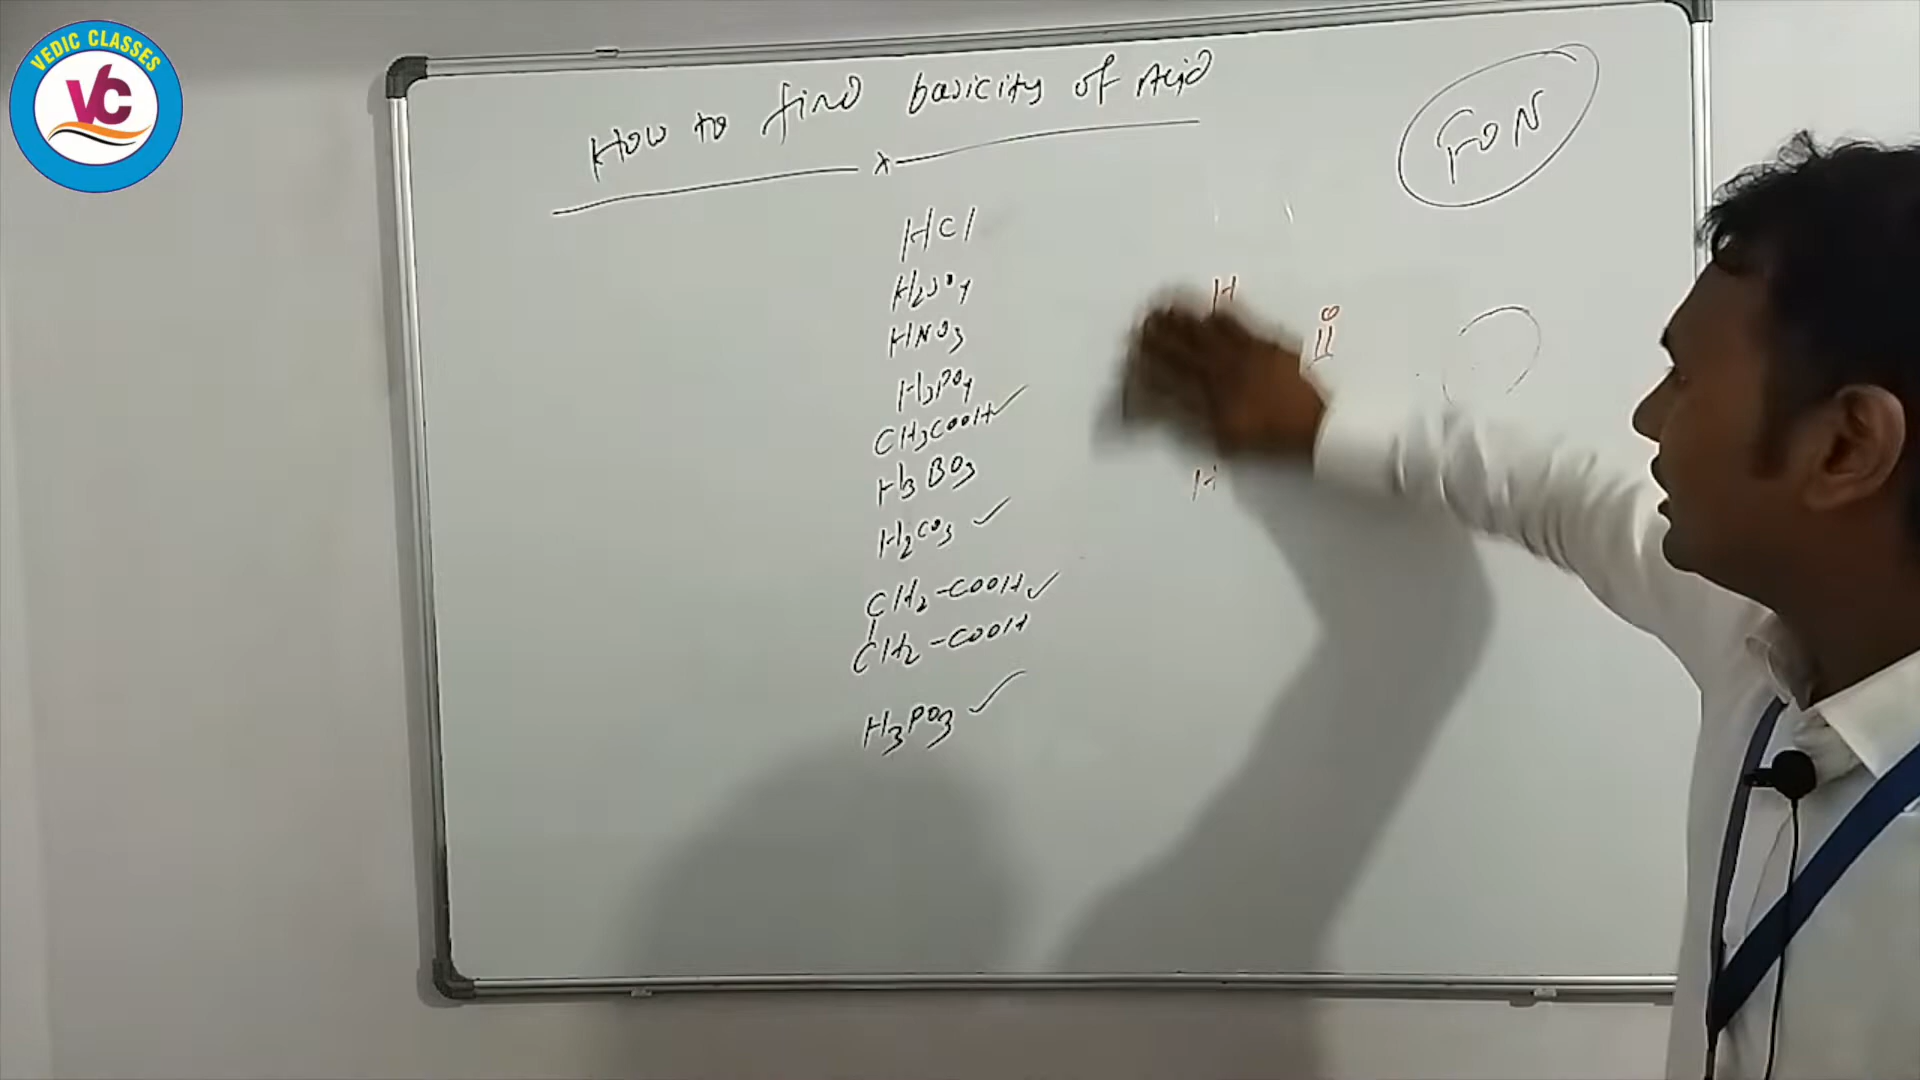 VEDIC CLASSES
VC
How to find basicity of Acid
x
FON
HCl
H2SO4
HNO3
H3PO4
CH3COOH ✓
H3BO3
H2CO3 ✓
CH2-COOH ✓
|
CH2-COOH
H3PO3 ✓
H
O
||
H